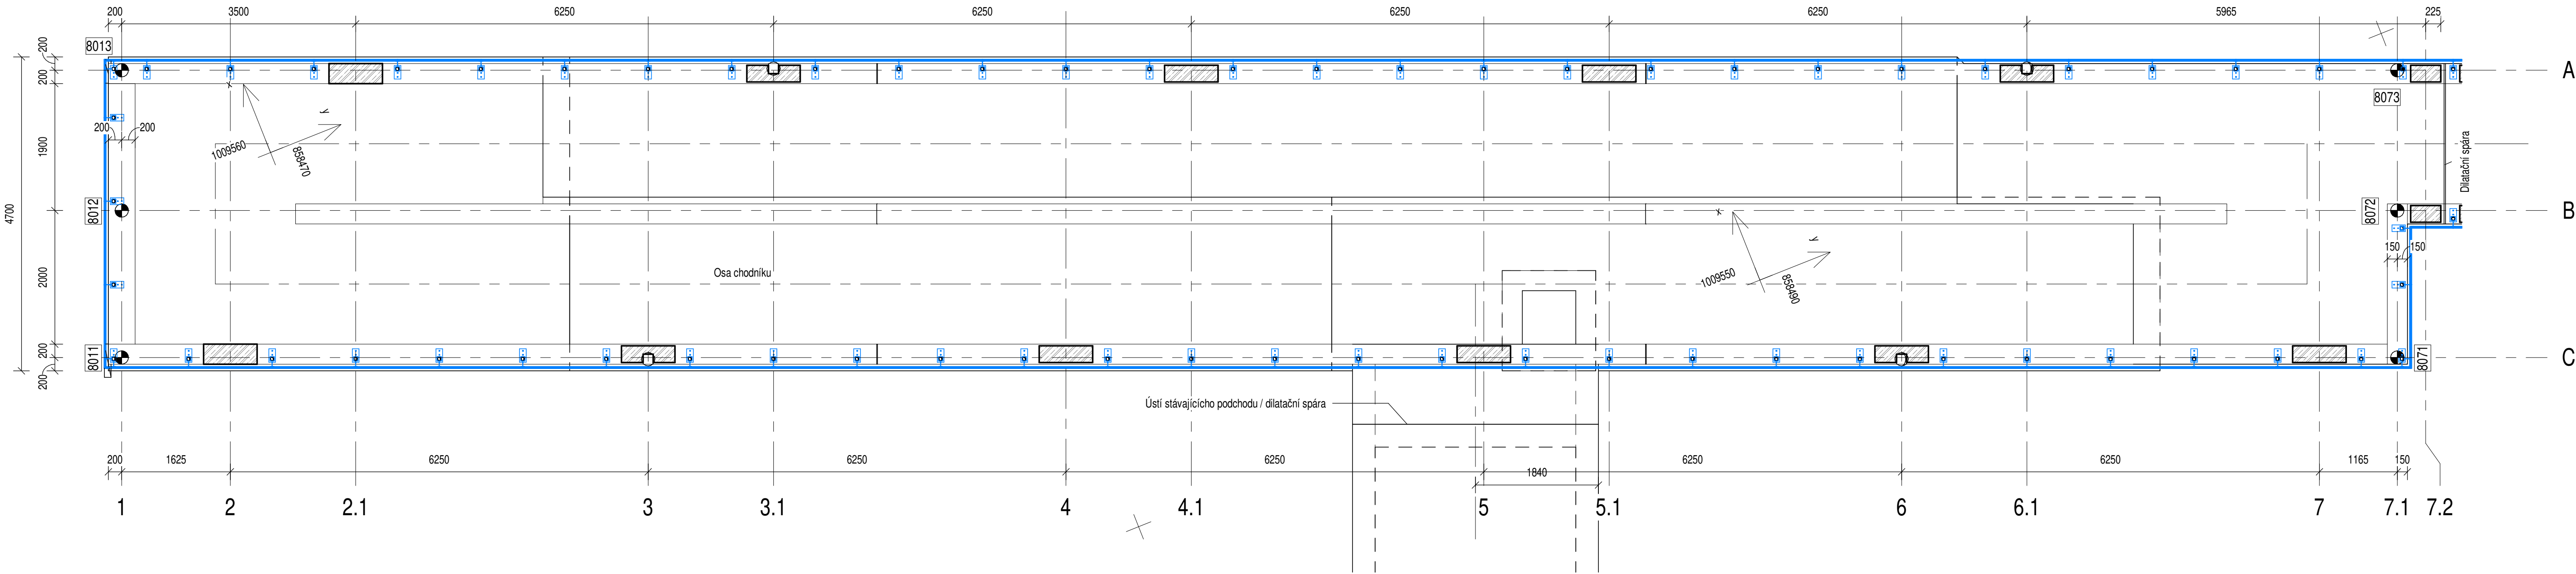 200 3500 6250 6250 6250 6250 5965 225
8013
A
8073
200
200
200 200
1900
1009560
858470
y
x
Dilatační spára
4700
8012
8072
B
x
y
150 150
2000
Osa chodníku
1009550
858490
200
8011
8071
C
200
Ústí stávajícícho podchodu / dilatační spára
200 1625 6250 6250 6250 6250 6250 1165 150
1840
1 2 2.1 3 3.1 4 4.1 5 5.1 6 6.1 7 7.1 7.2